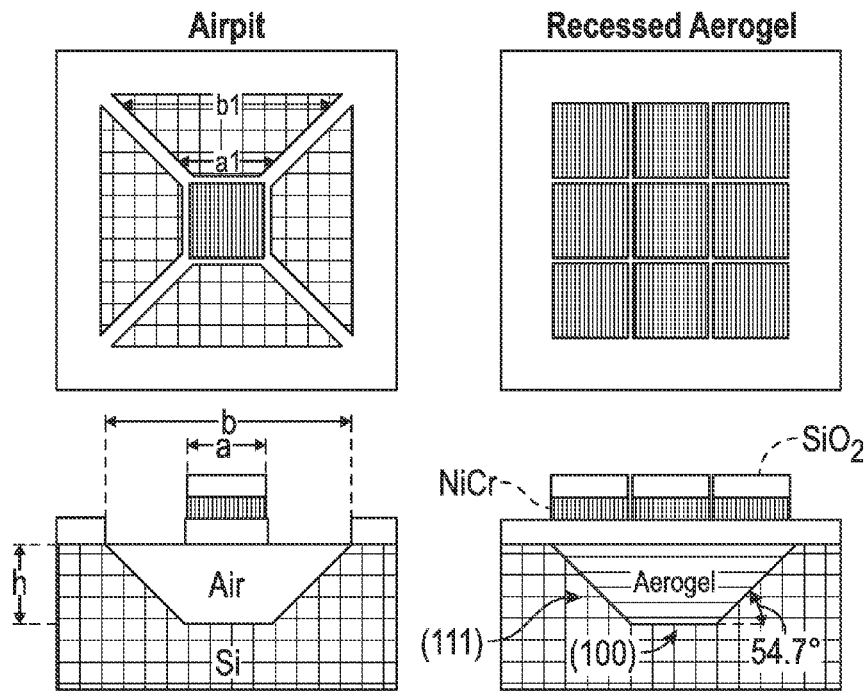 Airpit
Recessed Aerogel
b1
a1
b
a
SiO2
NiCr
h
Air
Aerogel
(111)
(100)
54.7°
Si